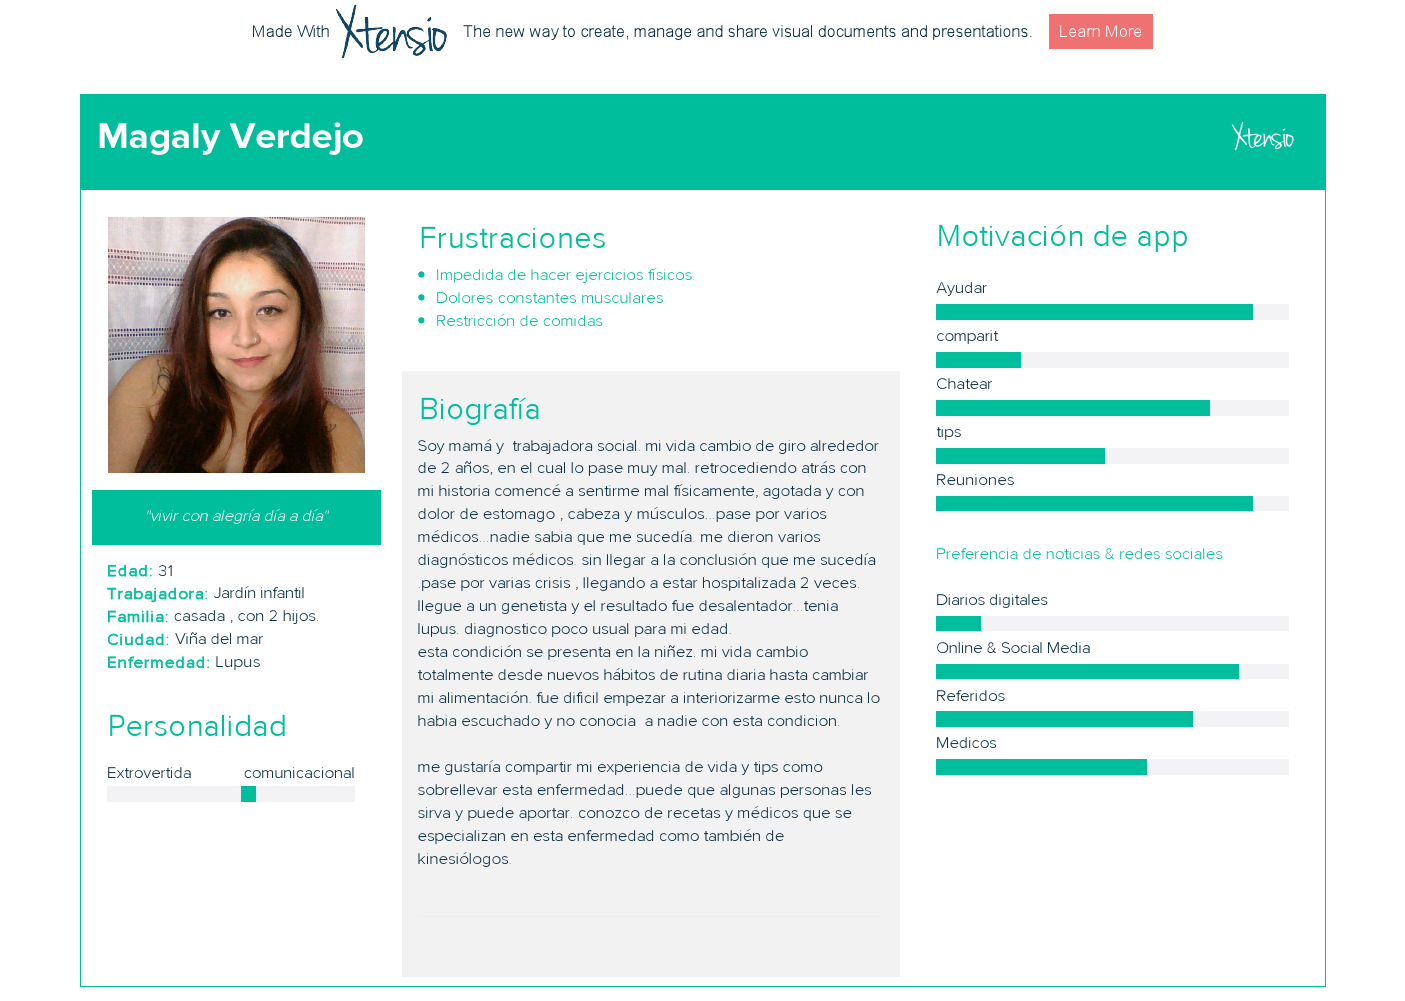 Made With Xtensio The new way to create, manage and share visual documents and presentations. Learn More
Magaly Verdejo
Xtensio
"vivir con alegría día a día"
Edad: 31
Trabajadora: Jardín infantil
Familia: casada , con 2 hijos.
Ciudad: Viña del mar
Enfermedad: Lupus
Personalidad
Extrovertida comunicacional
Frustraciones
Impedida de hacer ejercicios físicos.
Dolores constantes musculares
Restricción de comidas
Biografía
Soy mamá y  trabajadora social. mi vida cambio de giro alrededor
de 2 años, en el cual lo pase muy mal. retrocediendo atrás con
mi historia comencé a sentirme mal físicamente, agotada y con
dolor de estomago , cabeza y músculos...pase por varios
médicos...nadie sabia que me sucedía. me dieron varios
diagnósticos médicos. sin llegar a la conclusión que me sucedía
.pase por varias crisis , llegando a estar hospitalizada 2 veces.
llegue a un genetista y el resultado fue desalentador...tenia
lupus. diagnostico poco usual para mi edad.
esta condición se presenta en la niñez. mi vida cambio
totalmente desde nuevos hábitos de rutina diaria hasta cambiar
mi alimentación. fue dificil empezar a interiorizarme esto nunca lo
habia escuchado y no conocia  a nadie con esta condicion.
me gustaría compartir mi experiencia de vida y tips como
sobrellevar esta enfermedad...puede que algunas personas les
sirva y puede aportar. conozco de recetas y médicos que se
especializan en esta enfermedad como también de
kinesiólogos.
Motivación de app
Ayudar
comparit
Chatear
tips
Reuniones
Preferencia de noticias & redes sociales
Diarios digitales
Online & Social Media
Referidos
Medicos